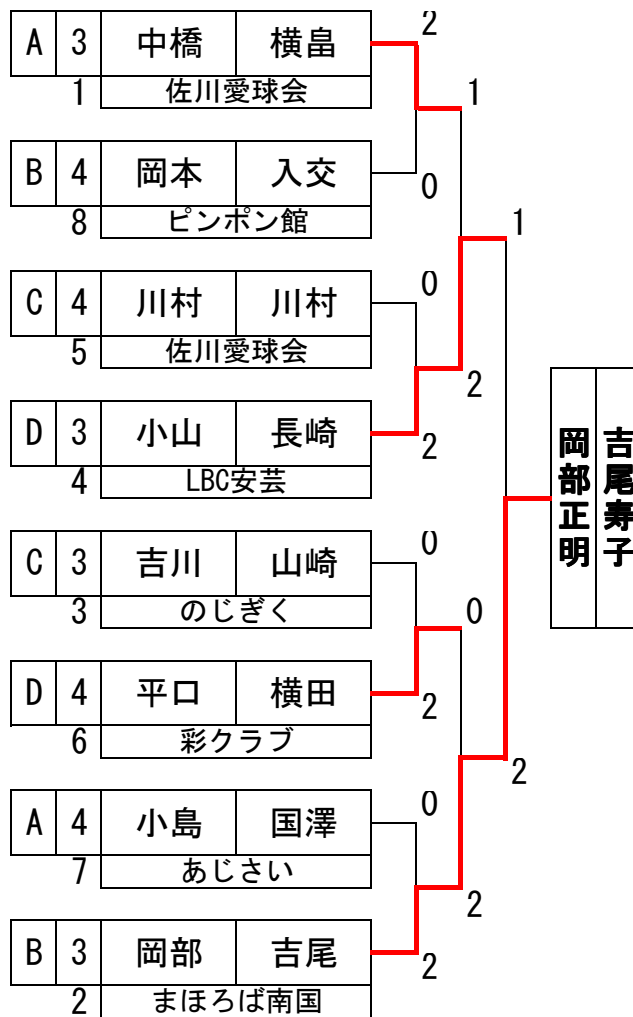 A 3 中橋 横畠
1 佐川愛球会
2
1
B 4 岡本 入交
8 ピンポン館
0
1
C 4 川村 川村
5 佐川愛球会
0
2
D 3 小山 長崎
4 LBC安芸
2
岡部正明
吉尾寿子
C 3 吉川 山崎
3 のじぎく
0
0
D 4 平口 横田
6 彩クラブ
2
2
A 4 小島 国澤
7 あじさい
0
2
B 3 岡部 吉尾
2 まほろば南国
2